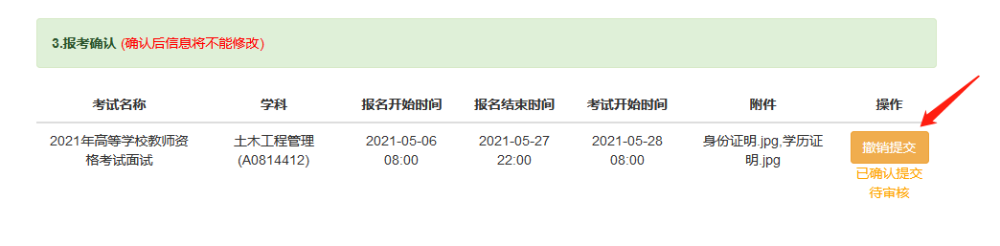 3.报考确认 (确认后信息将不能修改)
考试名称 学科 报名开始时间 报名结束时间 考试开始时间 附件 操作
2021年高等学校教师资 土木工程管理 2021-05-06 2021-05-27 2021-05-28 身份证明.jpg,学历证 撤销提交
格考试面试 (A0814412) 08:00 22:00 08:00 明.jpg
已确认提交
待审核